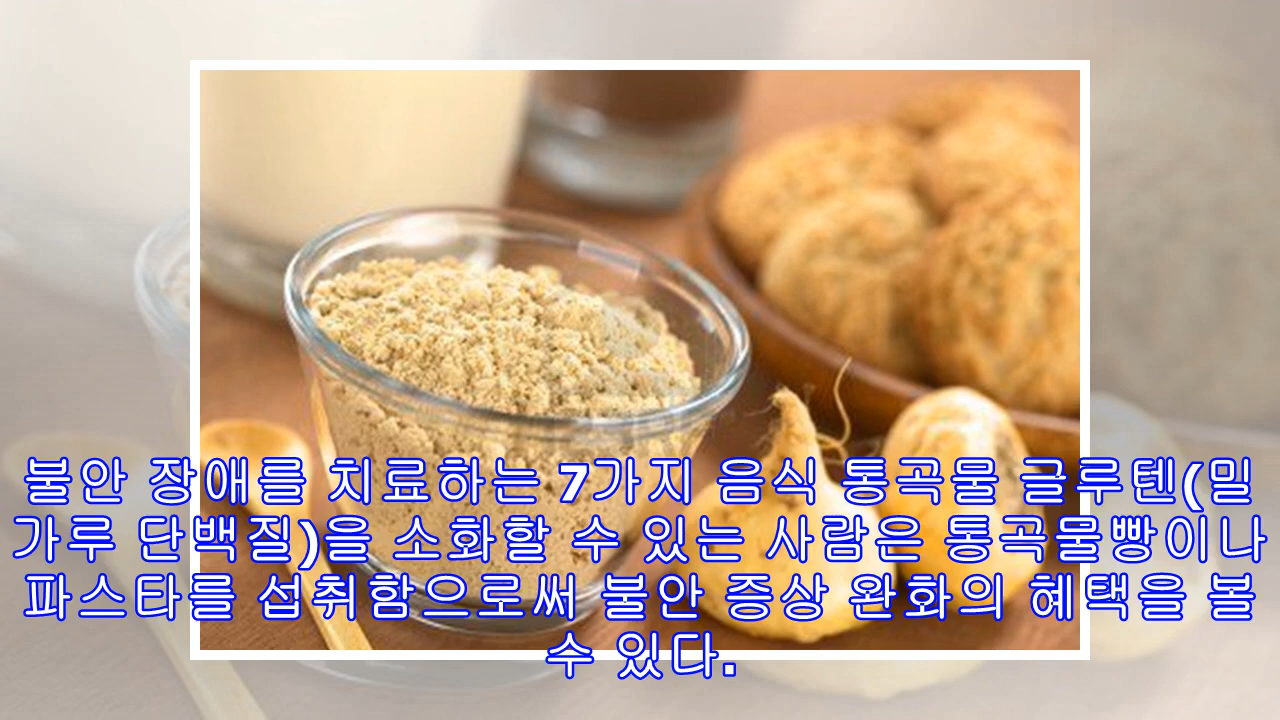 불안 장애를 치료하는 7가지 음식 통곡물 글루텐(밀
가루 단백질)을 소화할 수 있는 사람은 통곡물빵이나
파스타를 섭취함으로써 불안 증상 완화의 혜택을 볼
수 있다.